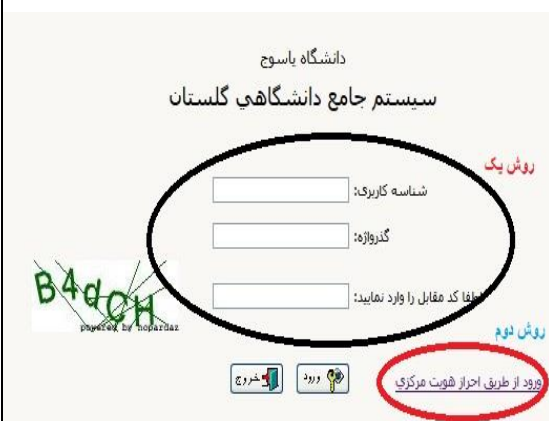 دانشگاه یاسوج
سیستم جامع دانشگاهي گلستان
روش یک
شناسه کاربری:
گذرواژه:
لطفا کد مقابل را وارد نمایید:
B4dCH
powered by nopardaz
روش دوم
ورود
خروج
ورود از طریق احراز هویت مرکزي